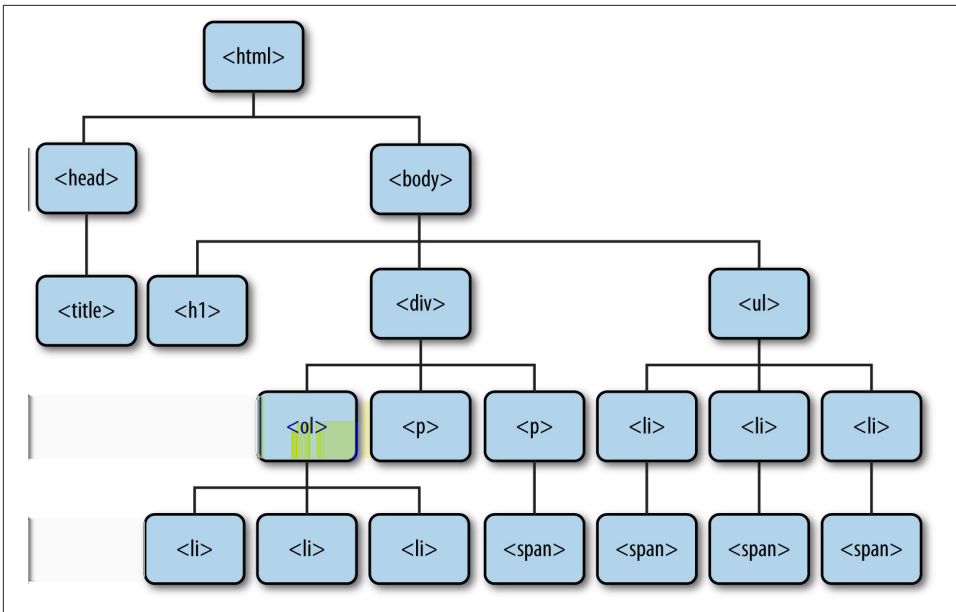 <html>
<head> <body>
<title> <h1> <div> <ul>
<ol> <p> <p> <li> <li> <li>
<li> <li> <li> <span> <span> <span> <span>